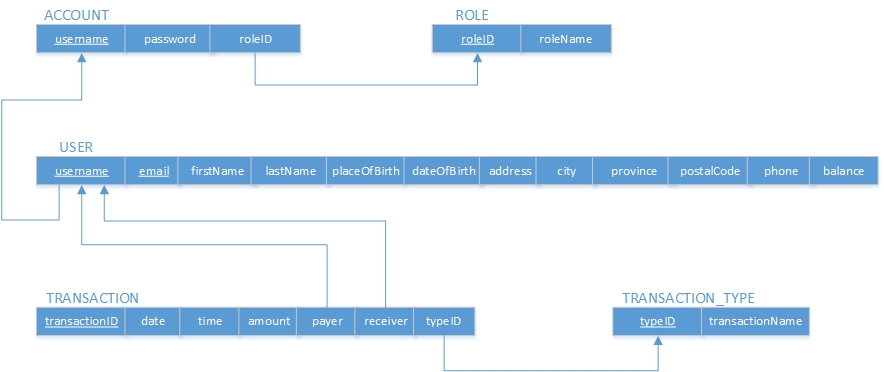 ACCOUNT ROLE
username password roleID roleID roleName
USER
username email firstName lastName placeOfBirth dateOfBirth address city province postalCode phone balance
TRANSACTION TRANSACTION_TYPE
transactionID date time amount payer receiver typeID typeID transactionName